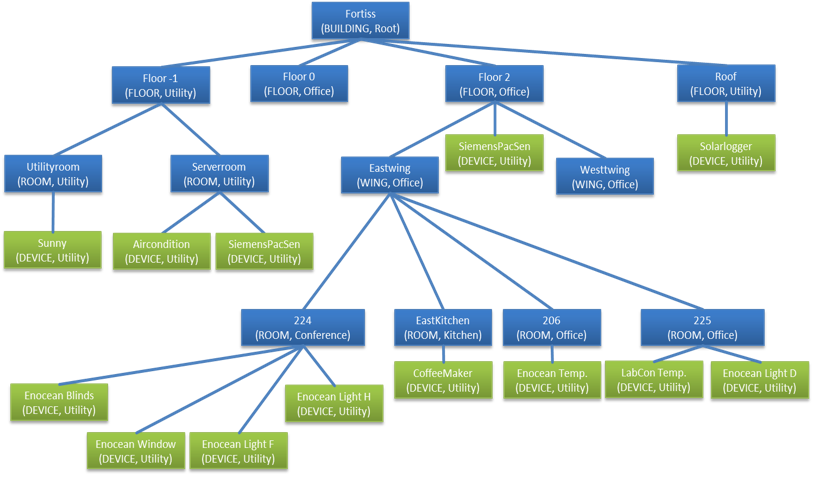 Fortiss
(BUILDING, Root)
Floor -1
(FLOOR, Utility)
Floor 0
(FLOOR, Office)
Floor 2
(FLOOR, Office)
Roof
(FLOOR, Utility)
SiemensPacSen
(DEVICE, Utility)
Solarlogger
(DEVICE, Utility)
Utilityroom
(ROOM, Utility)
Serverroom
(ROOM, Utility)
Eastwing
(WING, Office)
Westtwing
(WING, Office)
Sunny
(DEVICE, Utility)
Aircondition
(DEVICE, Utility)
SiemensPacSen
(DEVICE, Utility)
224
(ROOM, Conference)
EastKitchen
(ROOM, Kitchen)
206
(ROOM, Office)
225
(ROOM, Office)
CoffeeMaker
(DEVICE, Utility)
Enocean Temp.
(DEVICE, Utility)
LabCon Temp.
(DEVICE, Utility)
Enocean Light D
(DEVICE, Utility)
Enocean Blinds
(DEVICE, Utility)
Enocean Light H
(DEVICE, Utility)
Enocean Window
(DEVICE, Utility)
Enocean Light F
(DEVICE, Utility)